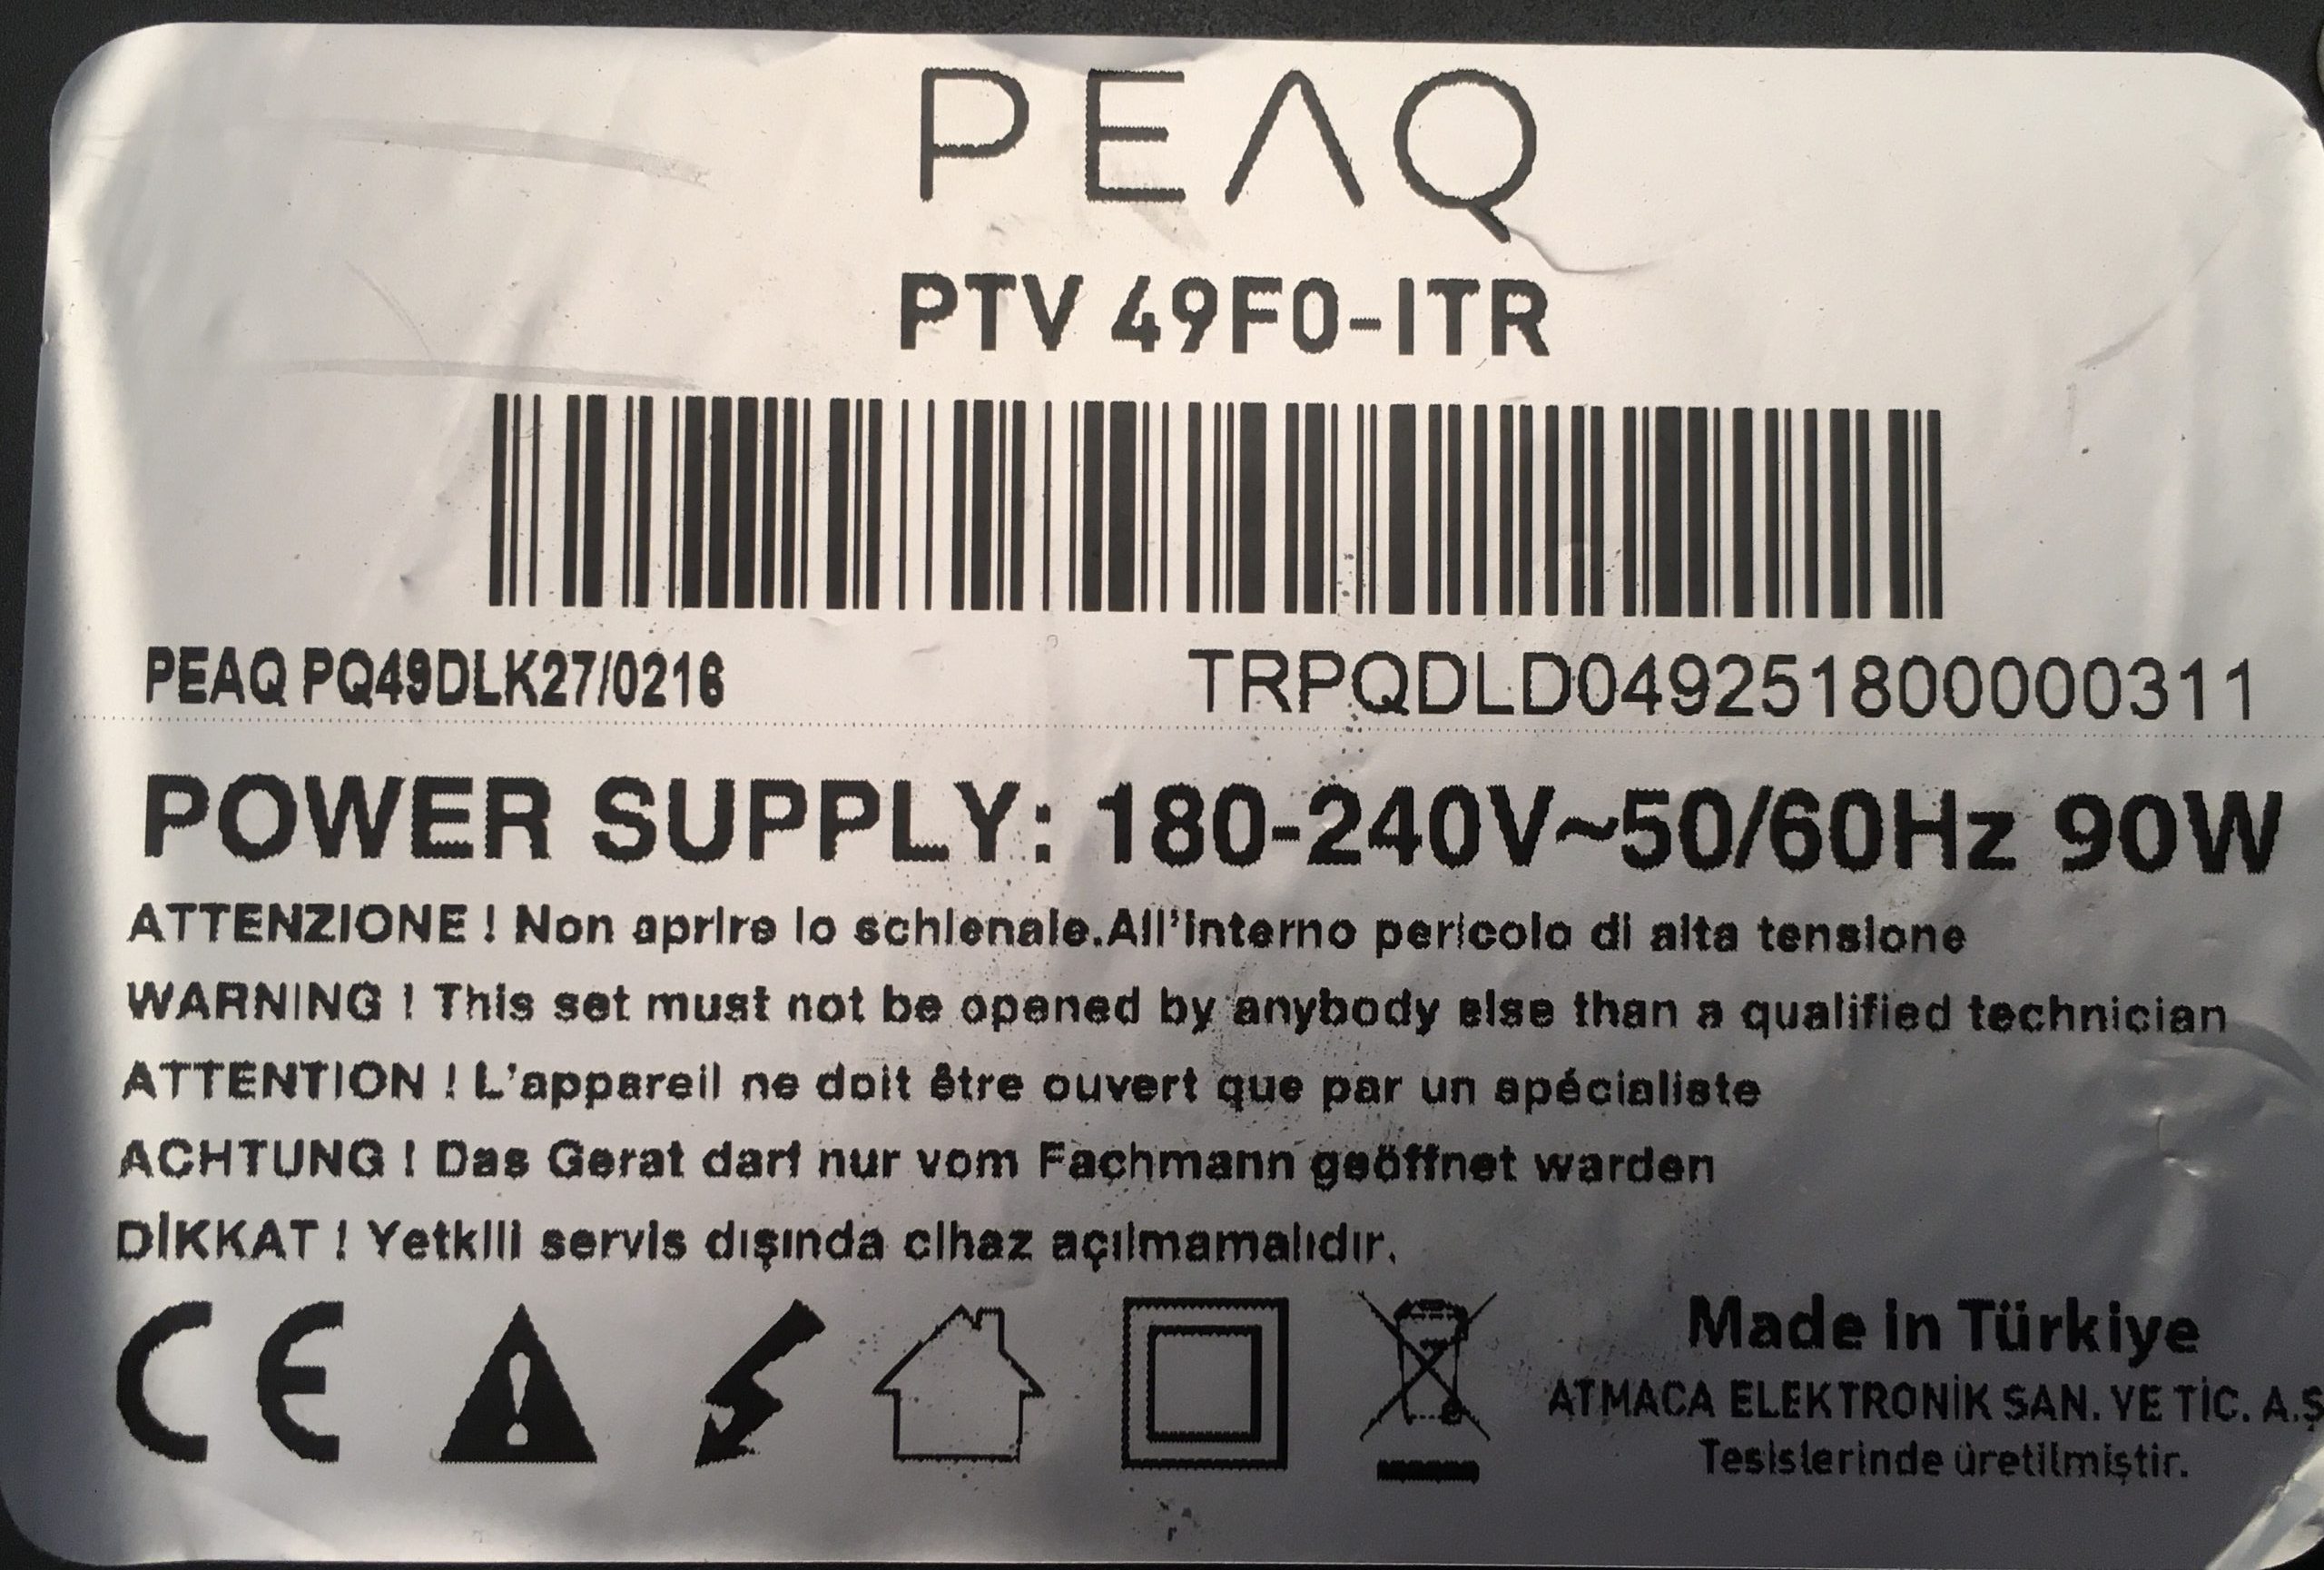 PEAQ
PTV 49F0-ITR
PEAQ PQ49DLK27/0216
TRPQDLD049251800000311
POWER SUPPLY: 180-240V~50/60Hz 90W
ATTENZIONE ! Non aprire lo schienale.All'interno pericolo di alta tensione
WARNING ! This set must not be opened by anybody else than a qualified technician
ATTENTION ! L'appareil ne doit être ouvert que par un spécialiste
ACHTUNG ! Das Gerat darf nur vom Fachmann geöffnet warden
DİKKAT ! Yetkili servis dışında cihaz açılmamalıdır.
CE
Made in Türkiye
ATMACA ELEKTRONİK SAN. VE TİC. A.Ş
Tesislerinde üretilmiştir.